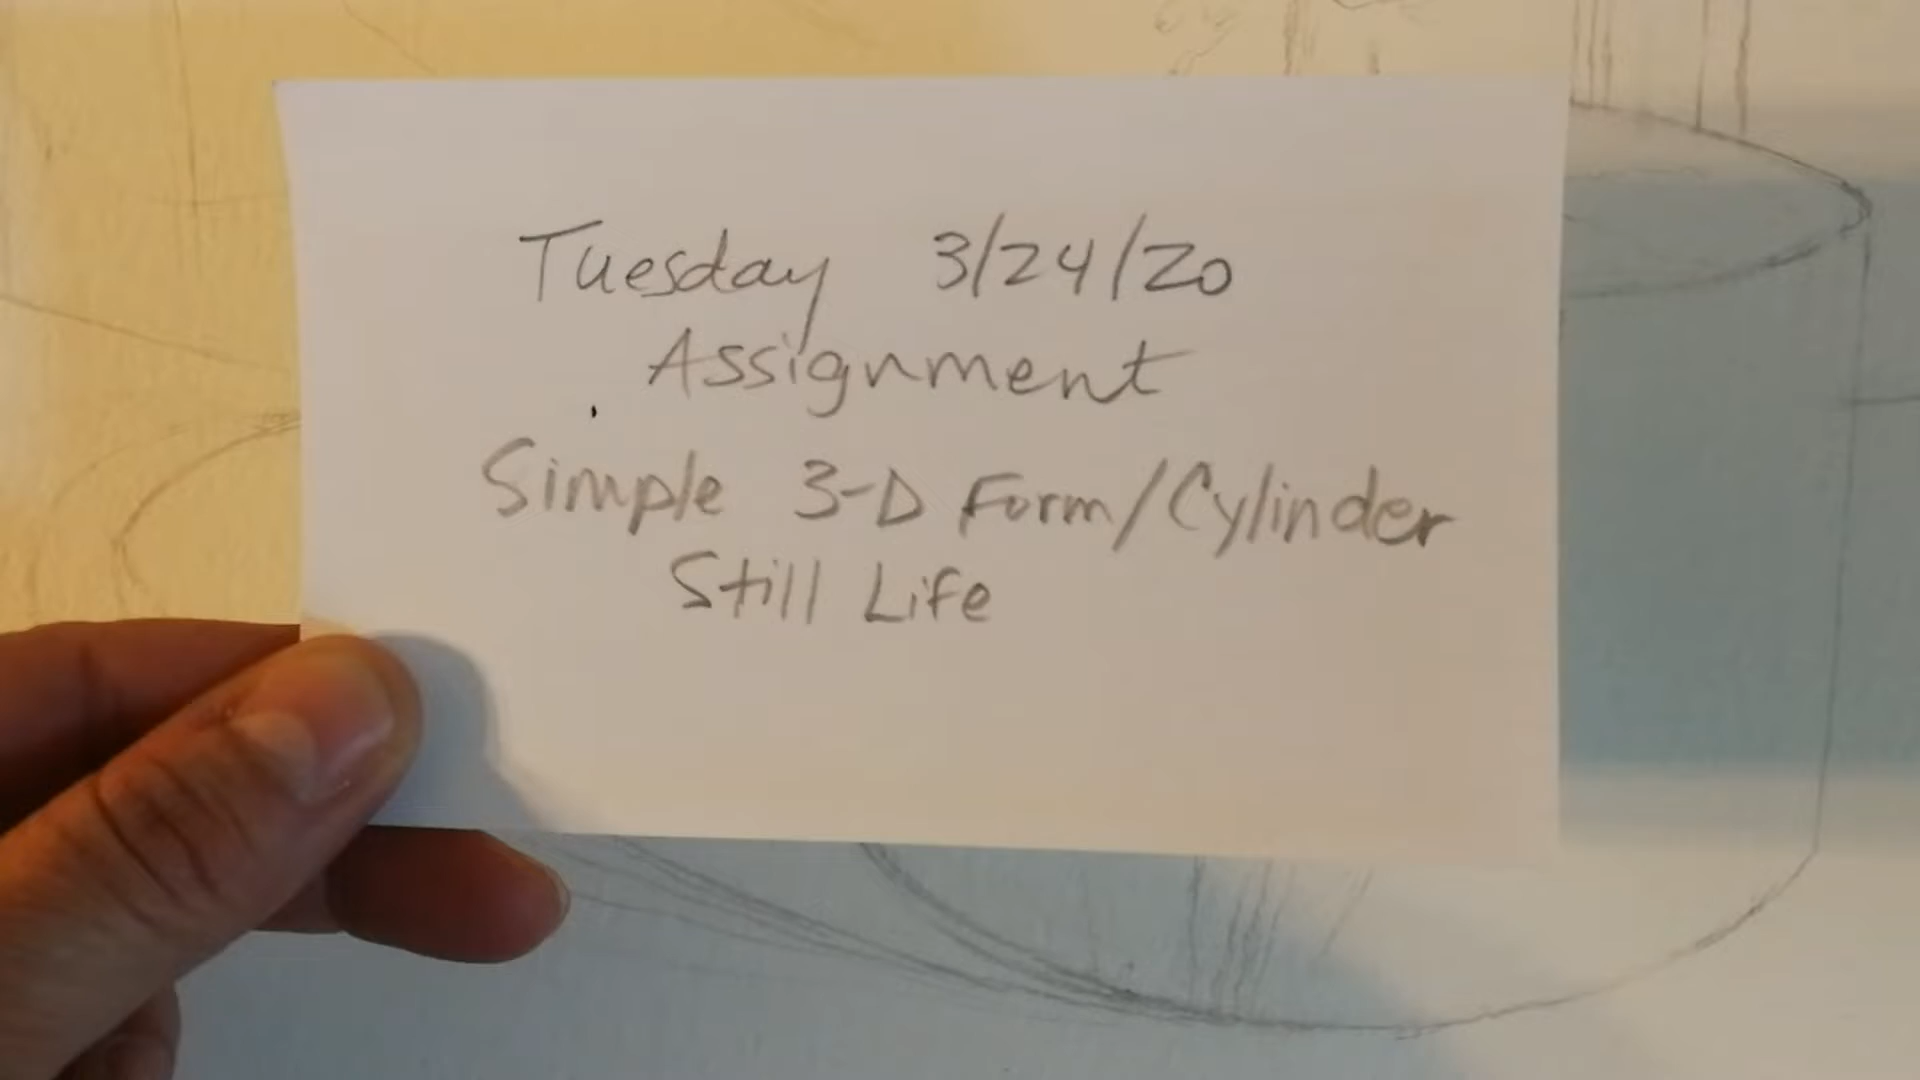 Tuesday 3/24/20
Assignment
Simple 3-D Form/Cylinder
Still Life